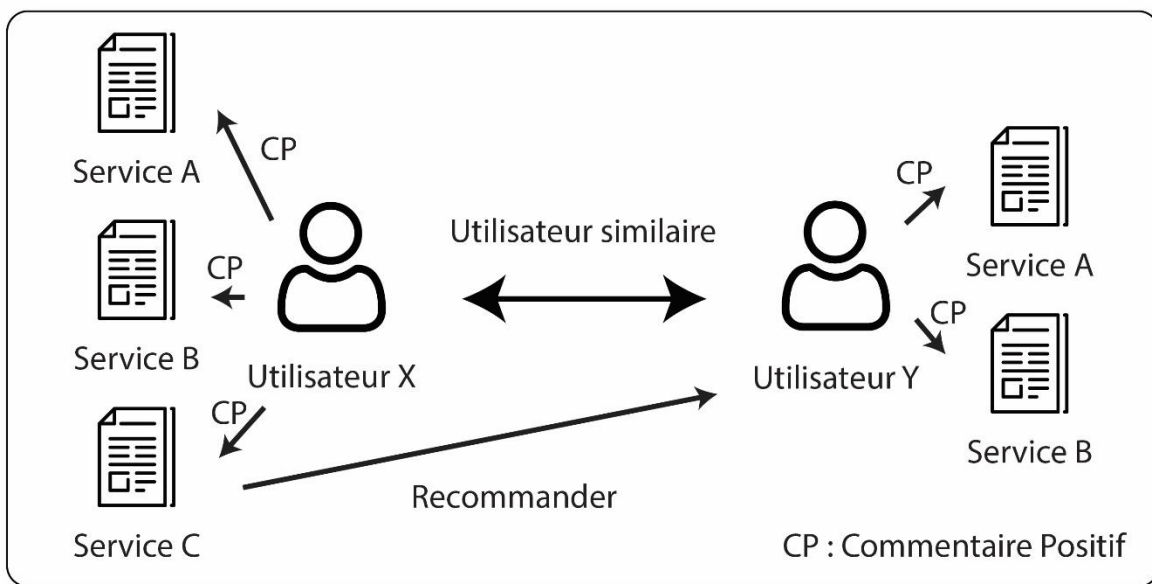 CP
Service A
CP
Service B
Utilisateur X
CP
Service C
Utilisateur similaire
Recommander
CP
Service A
CP
Utilisateur Y
Service B
CP : Commentaire Positif